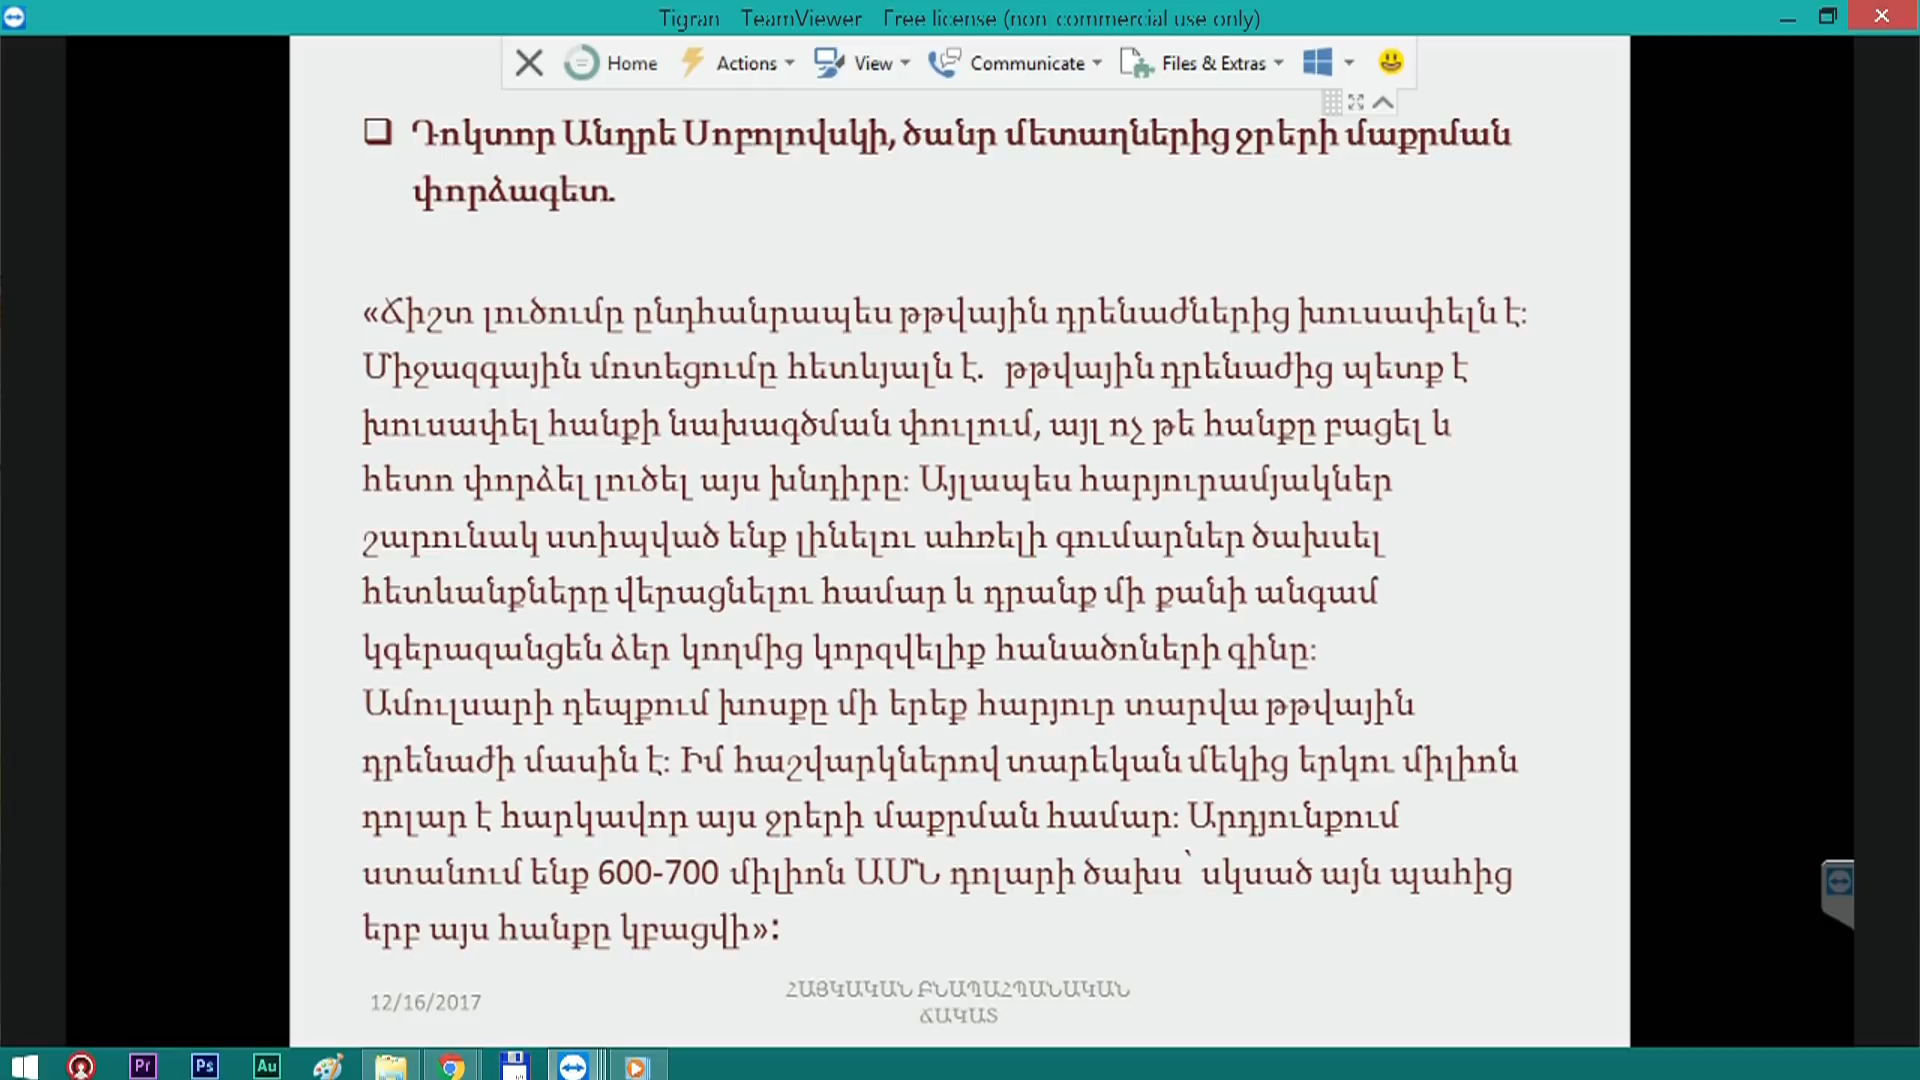 Tigran TeamViewer Free license (non commercial use only)
Home Actions View Communicate Files & Extras
Դոկտոր Անդրե Սոբոլովսկի, ծանր մետաղներից ջրերի մաքրման
փորձագետ.
«Ճիշտ լուծումը ընդհանրապես թթվային դրենաժներից խուսափելն է:
Միջազգային մոտեցումը հետևյալն է. թթվային դրենաժից պետք է
խուսափել հանքի նախագծման փուլում, այլ ոչ թե հանքը բացել և
հետո փորձել լուծել այս խնդիրը: Այլապես հարյուրամյակներ
շարունակ ստիպված ենք լինելու ահռելի գումարներ ծախսել
հետևանքները վերացնելու համար և դրանք մի քանի անգամ
կգերազանցեն ձեր կողմից կորզվելիք հանածոների գինը:
Ամուլսարի դեպքում խոսքը մի երեք հարյուր տարվա թթվային
դրենաժի մասին է: Իմ հաշվարկներով տարեկան մեկից երկու միլիոն
դոլար է հարկավոր այս ջրերի մաքրման համար: Արդյունքում
ստանում ենք 600-700 միլիոն ԱՄՆ դոլարի ծախս՝ սկսած այն պահից
երբ այս հանքը կբացվի»:
12/16/2017
ՀԱՅԿԱԿԱՆ ԲՆԱՊԱՀՊԱՆԱԿԱՆ
ՃԱԿԱՏ
Pr Ps Au